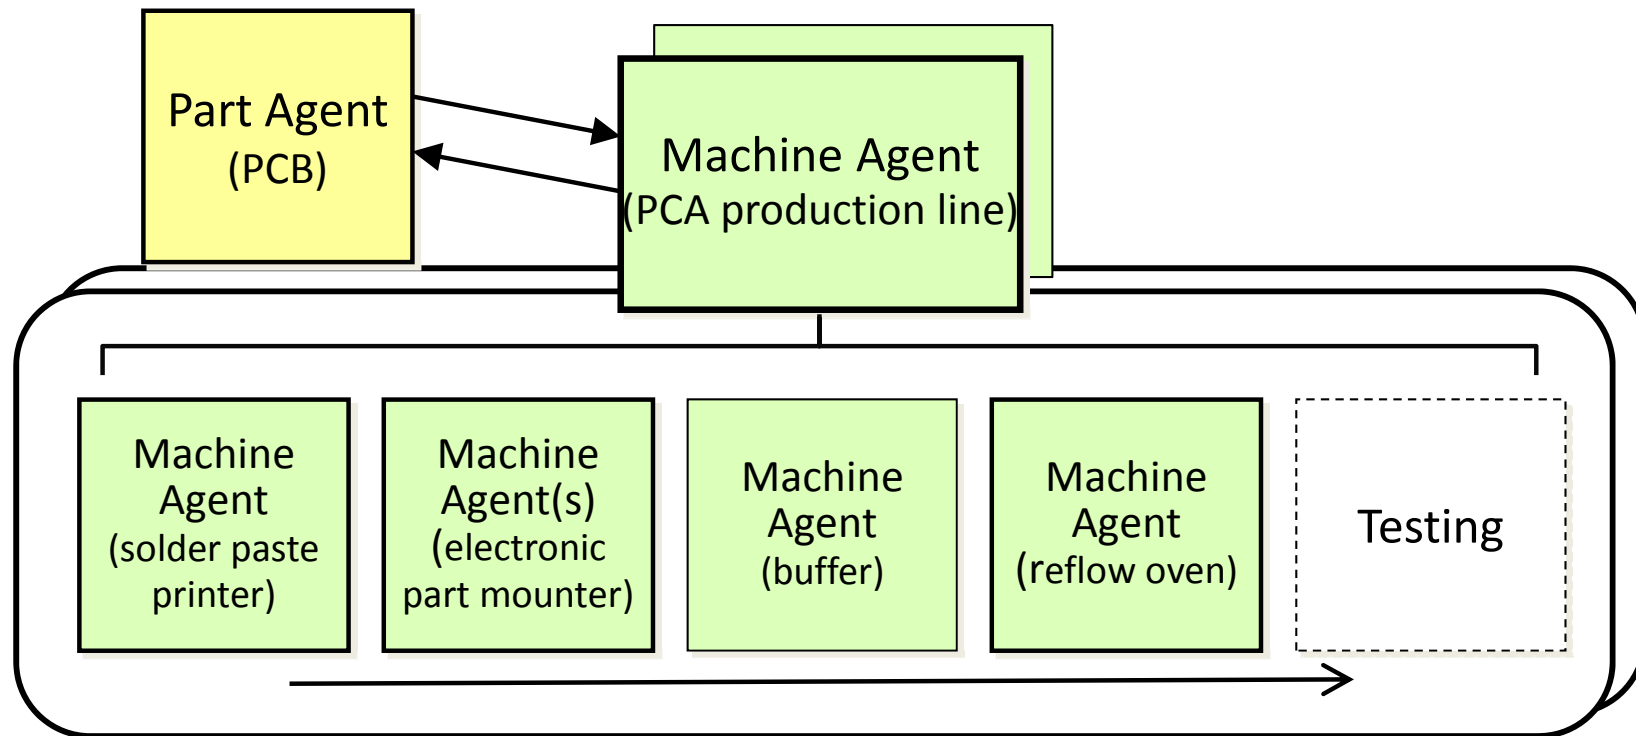 Part Agent
(PCB)
Machine Agent
(PCA production line)
Machine
Agent
(solder paste
printer)
Machine
Agent(s)
(electronic
part mounter)
Machine
Agent
(buffer)
Machine
Agent
(reflow oven)
Testing